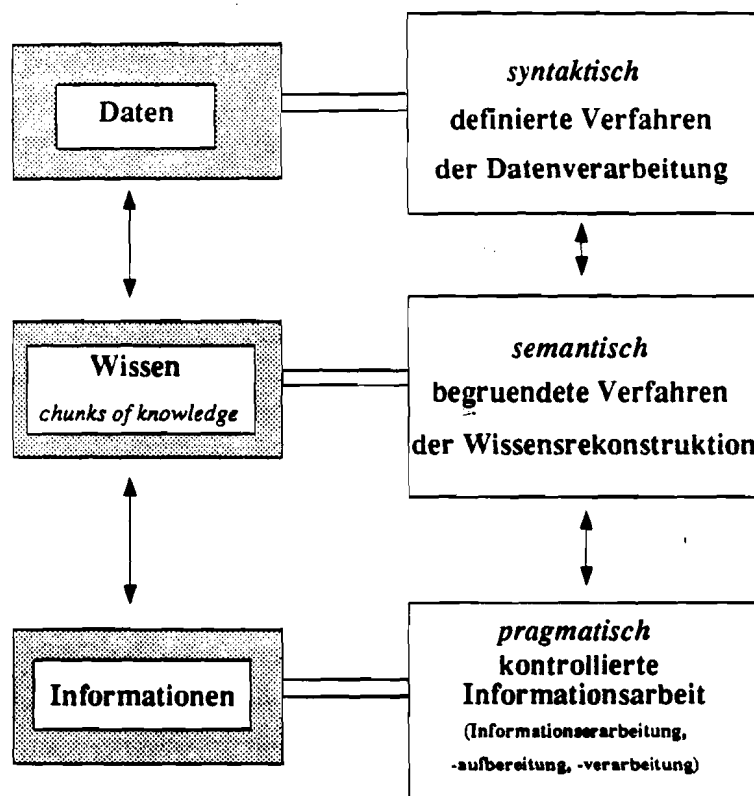 Daten
syntaktisch
definierte Verfahren
der Datenverarbeitung
Wissen
chunks of knowledge
semantisch
begruendete Verfahren
der Wissensrekonstruktion
Informationen
pragmatisch
kontrollierte
Informationsarbeit
(Informationserarbeitung,
-aufbereitung, -verarbeitung)